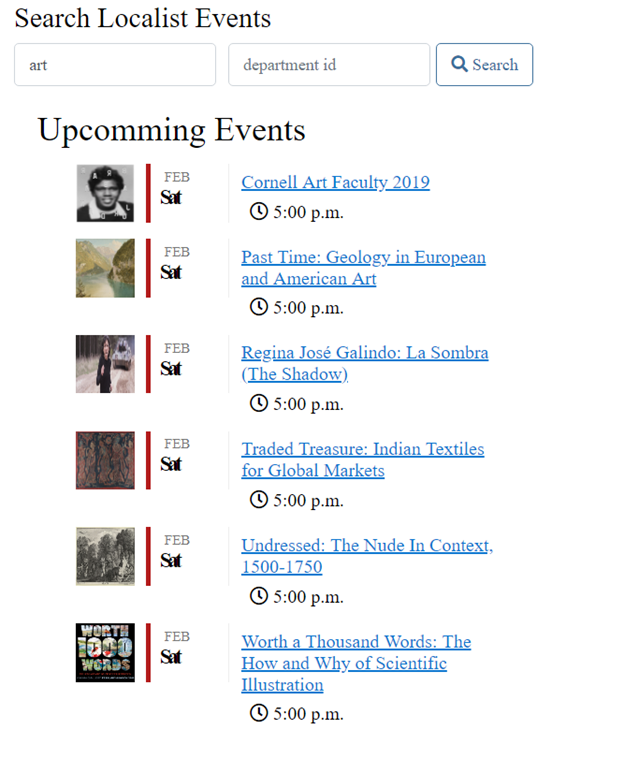 Search Localist Events
art
department id
Search
Upcomming Events
FEB
Sat
Cornell Art Faculty 2019
5:00 p.m.
FEB
Sat
Past Time: Geology in European
and American Art
5:00 p.m.
FEB
Sat
Regina José Galindo: La Sombra
(The Shadow)
5:00 p.m.
FEB
Sat
Traded Treasure: Indian Textiles
for Global Markets
5:00 p.m.
FEB
Sat
Undressed: The Nude In Context,
1500-1750
5:00 p.m.
WORTH
1000
WORDS
FEB
Sat
Worth a Thousand Words: The
How and Why of Scientific
Illustration
5:00 p.m.